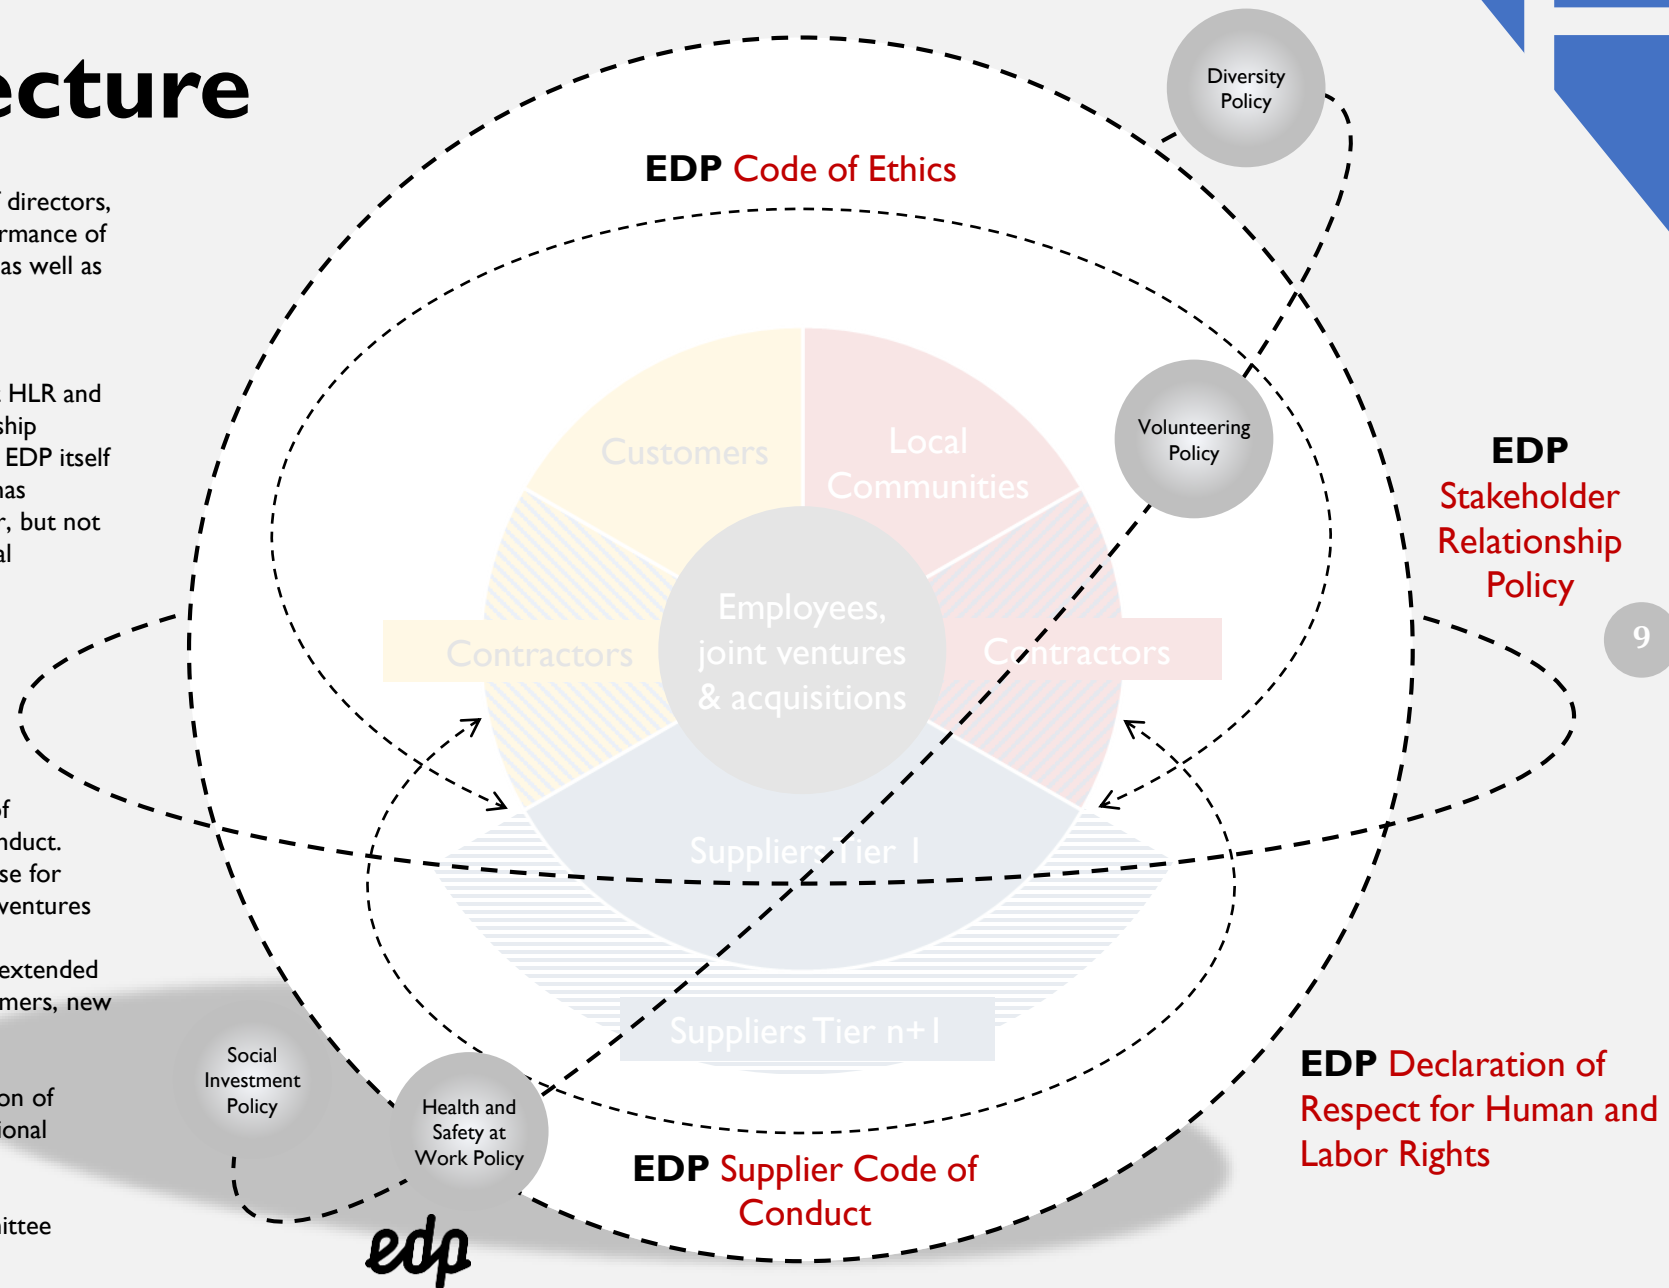 ecture
directors,
rmance of
as well as
HLR and
ship
EDP itself
has
r, but not
al
of
nduct.
se for
ventures
extended
mers, new
on of
ional
mittee
EDP Code of Ethics
Diversity
Policy
Volunteering
Policy
Customers
Local
Communities
Contractors
Employees,
joint ventures
& acquisitions
Contractors
Suppliers Tier 1
Suppliers Tier n+1
EDP
Stakeholder
Relationship
Policy
9
Social
Investment
Policy
Health and
Safety at
Work Policy
EDP Supplier Code of
Conduct
EDP Declaration of
Respect for Human and
Labor Rights
edp